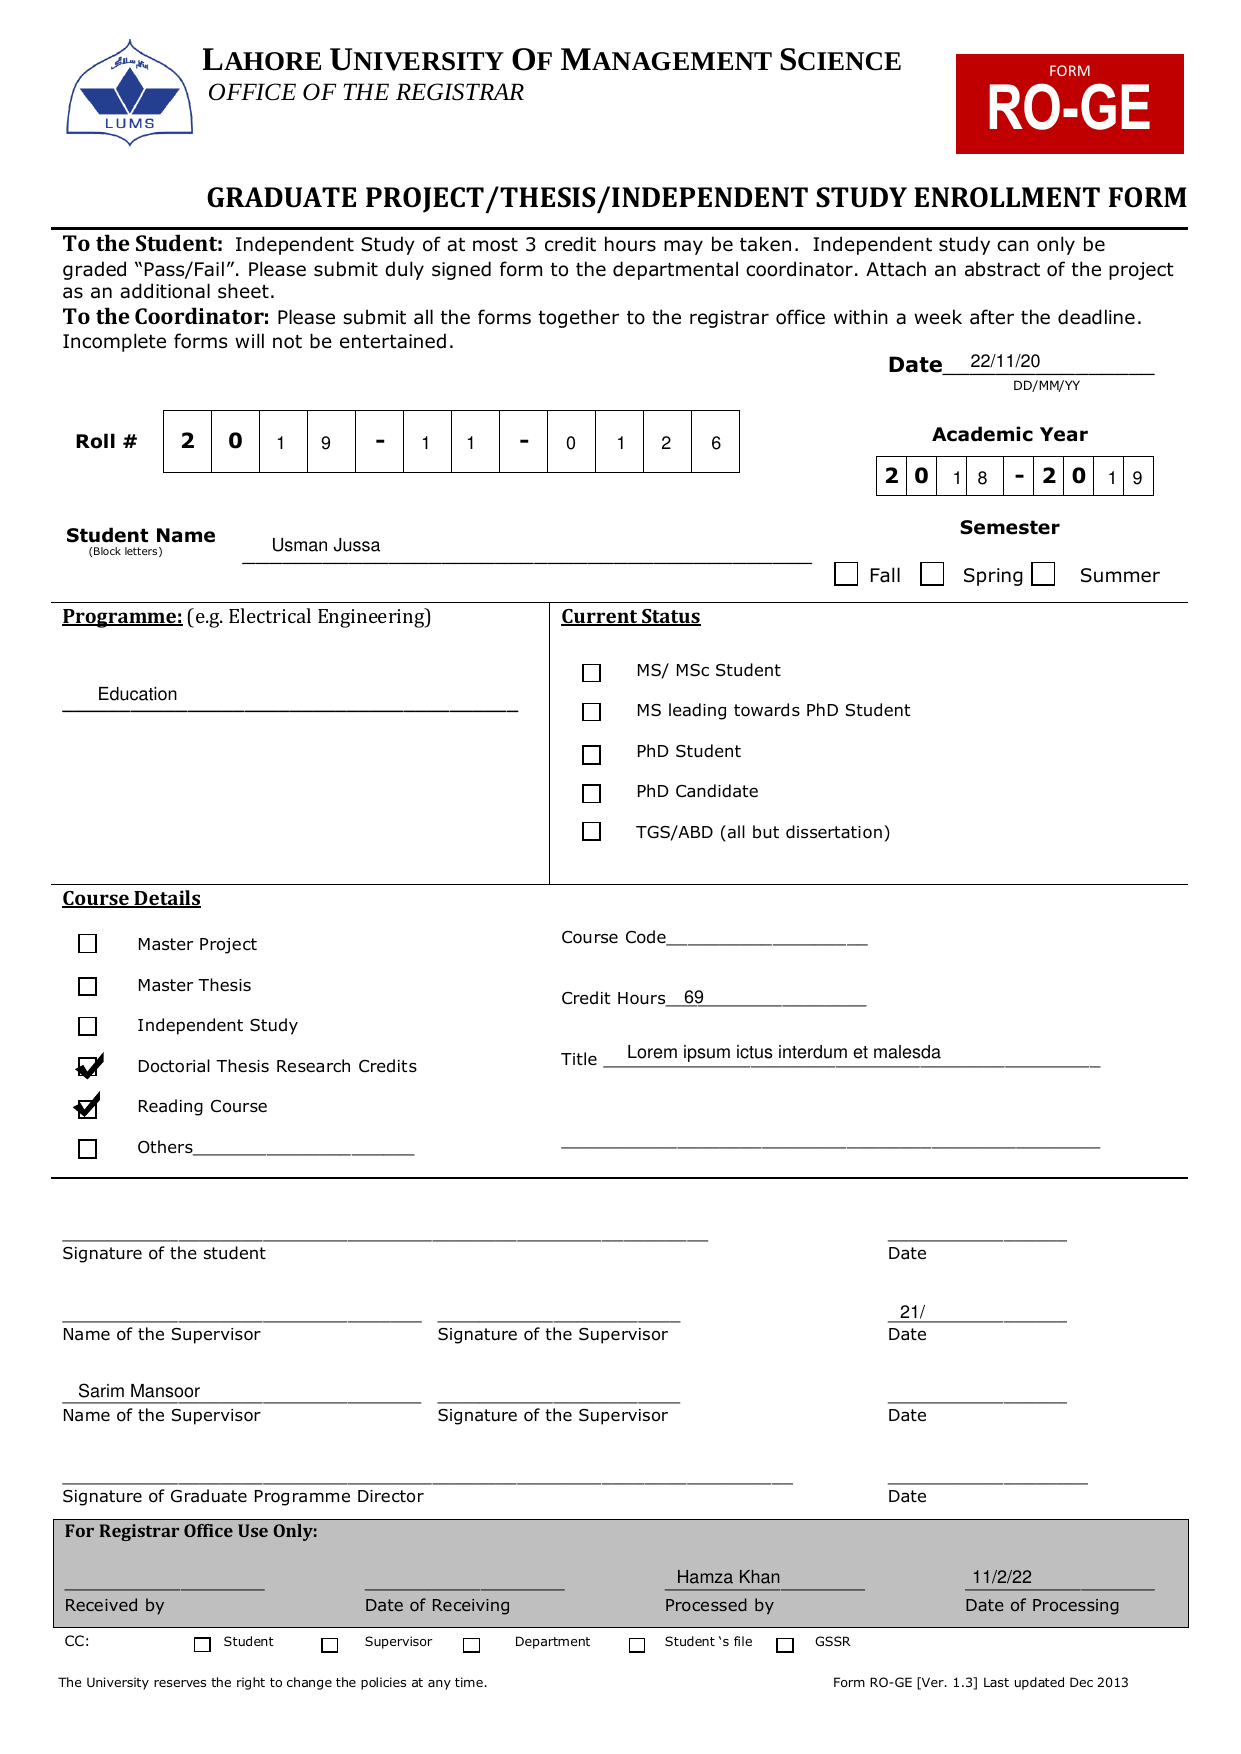 LAHORE UNIVERSITY OF MANAGEMENT SCIENCE
OFFICE OF THE REGISTRAR
LUMS
FORM
RO-GE
GRADUATE PROJECT/THESIS/INDEPENDENT STUDY ENROLLMENT FORM
To the Student: Independent Study of at most 3 credit hours may be taken. Independent study can only be
graded “Pass/Fail”. Please submit duly signed form to the departmental coordinator. Attach an abstract of the project
as an additional sheet.
To the Coordinator: Please submit all the forms together to the registrar office within a week after the deadline.
Incomplete forms will not be entertained.
Date 22/11/20
DD/MM/YY
Roll # 2 0 1 9 - 1 1 - 0 1 2 6
Academic Year
2 0 1 8 - 2 0 1 9
Student Name Usman Jussa
(Block letters)
Semester
Fall Spring Summer
Programme: (e.g. Electrical Engineering)
Education
Current Status
MS/ MSc Student
MS leading towards PhD Student
PhD Student
PhD Candidate
TGS/ABD (all but dissertation)
Course Details
Master Project
Master Thesis
Independent Study
Doctorial Thesis Research Credits
Reading Course
Others
Course Code
Credit Hours 69
Title Lorem ipsum ictus interdum et malesda
Signature of the student Date
21/
Name of the Supervisor Signature of the Supervisor Date
Sarim Mansoor
Name of the Supervisor Signature of the Supervisor Date
Signature of Graduate Programme Director Date
For Registrar Office Use Only:
Hamza Khan 11/2/22
Received by Date of Receiving Processed by Date of Processing
CC: Student Supervisor Department Student ‘s file GSSR
The University reserves the right to change the policies at any time. Form RO-GE [Ver. 1.3] Last updated Dec 2013